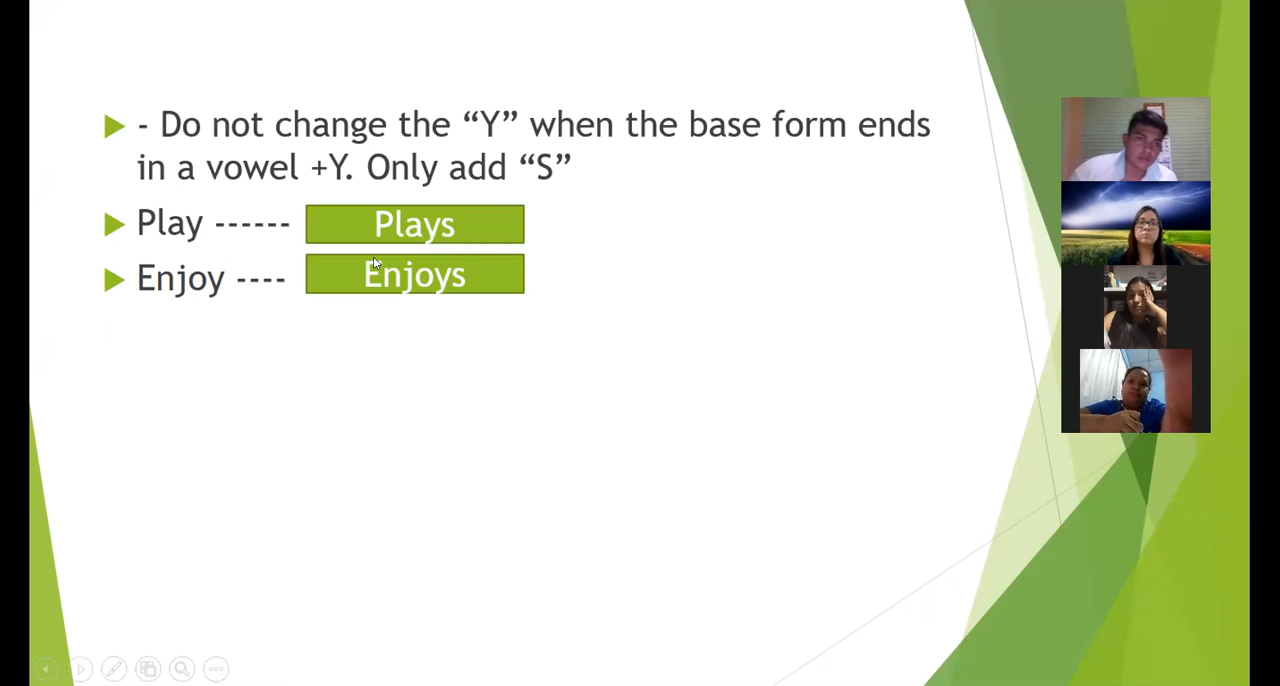 - Do not change the “Y” when the base form ends
in a vowel +Y. Only add “S”
Play ------ Plays
Enjoy ---- Enjoys